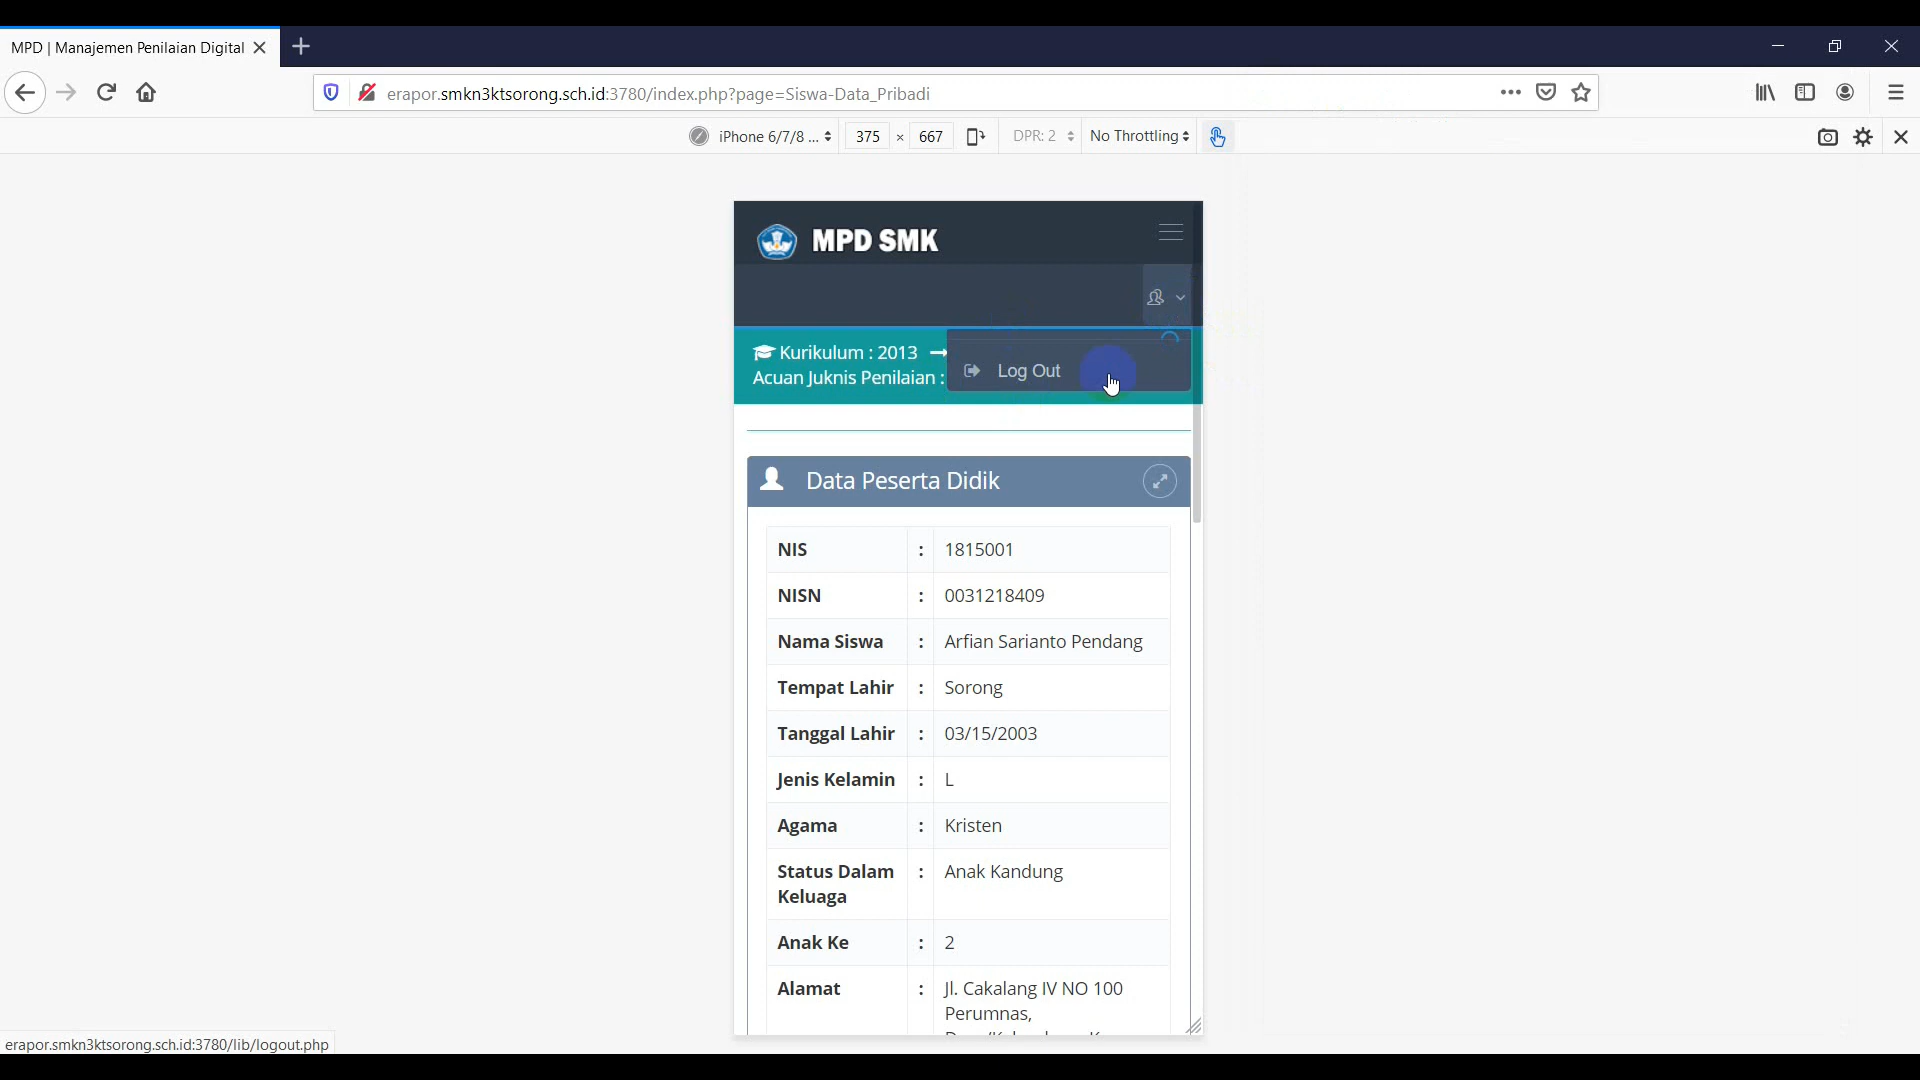 MPD | Manajemen Penilaian Digital
erapor.smkn3ktsorong.sch.id:3780/index.php?page=Siswa-Data_Pribadi
iPhone 6/7/8 ... 375 × 667 DPR: 2 No Throttling
MPD SMK
Kurikulum : 2013
Acuan Juknis Penilaian :
Log Out
Data Peserta Didik
NIS : 1815001
NISN : 0031218409
Nama Siswa : Arfian Sarianto Pendang
Tempat Lahir : Sorong
Tanggal Lahir : 03/15/2003
Jenis Kelamin : L
Agama : Kristen
Status Dalam : Anak Kandung
Keluaga
Anak Ke : 2
Alamat : Jl. Cakalang IV NO 100
Perumnas,
erapor.smkn3ktsorong.sch.id:3780/lib/logout.php